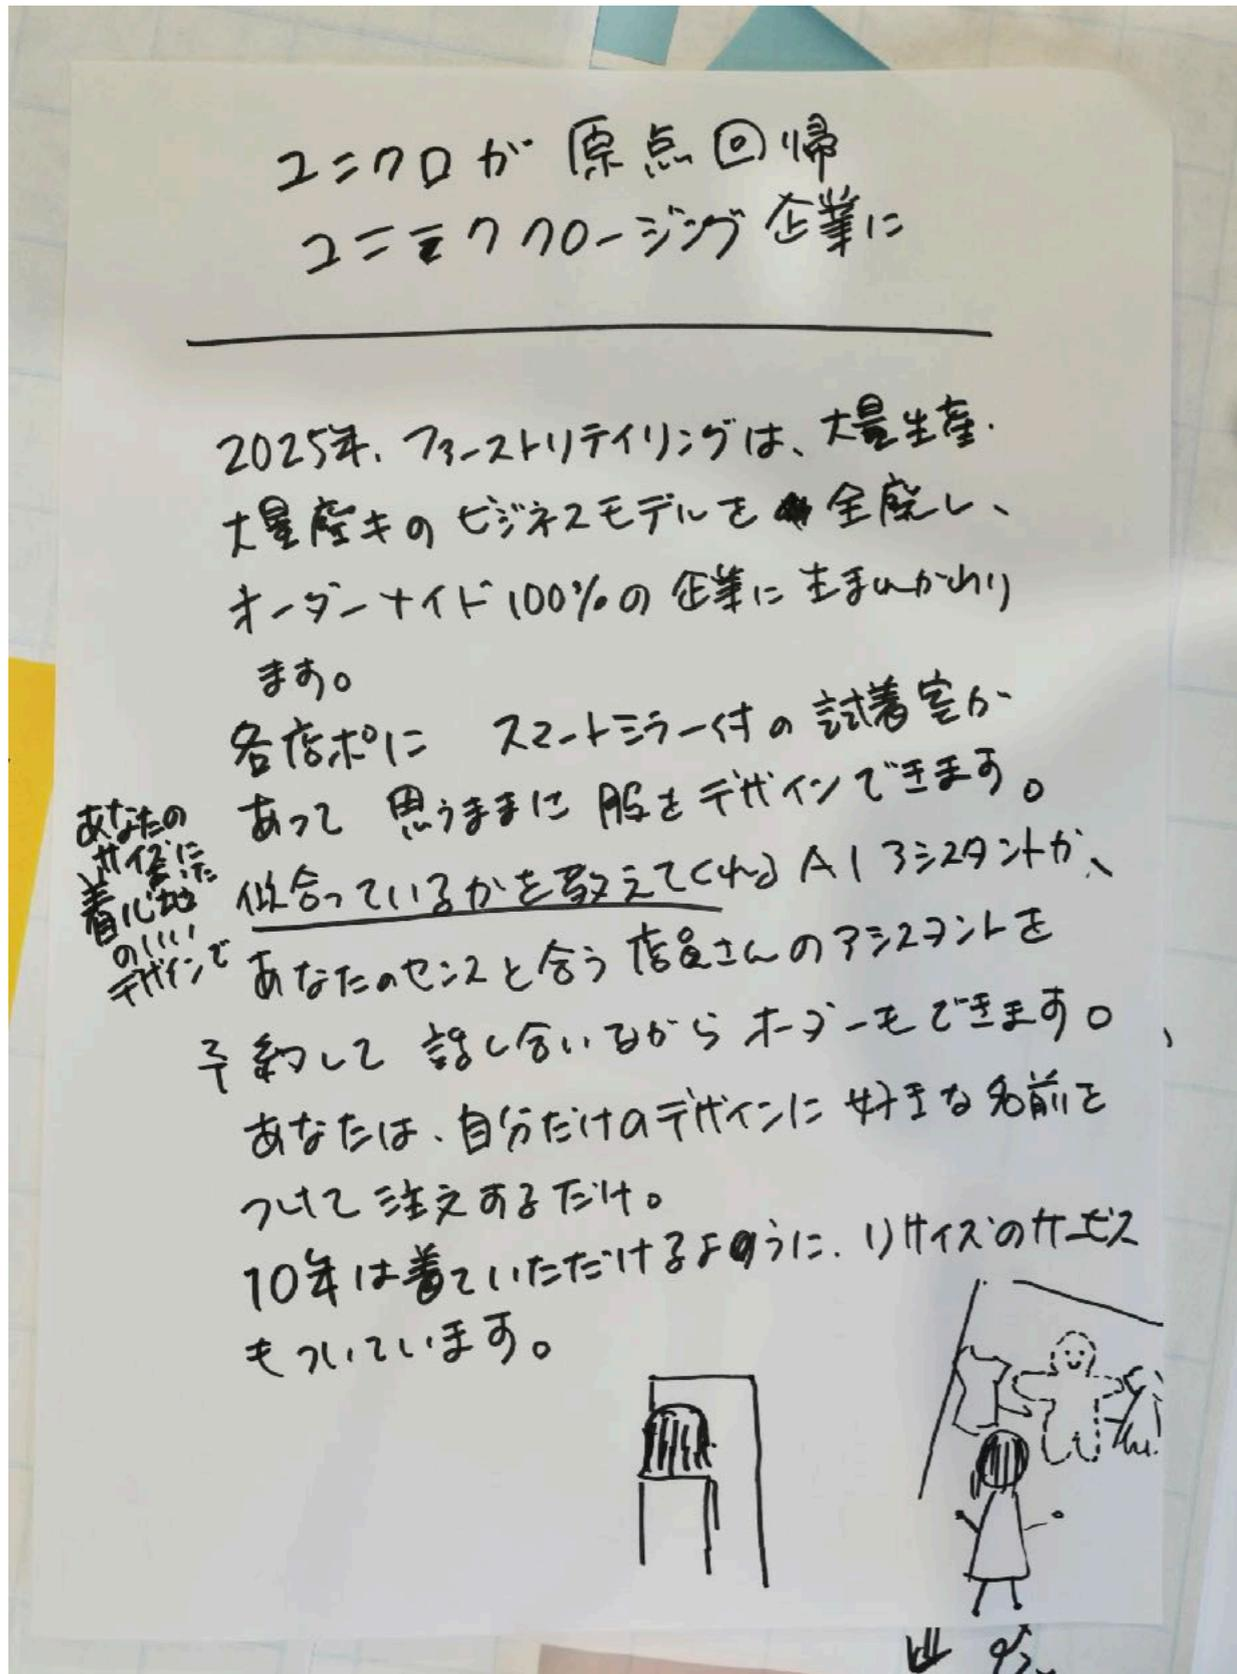 ユニクロが 原点回帰
ユニークフロージング企業に
2025年、ファーストリテイリングは、大量生産・
大量産キのビジネスモデルを 全廃し、
オーダーナイド100%の企業に生まれかわり
ます。
各店ポに スマートミラー付の試着室が
あって 思うままに服をデザインできます。
あなたの
サイズに
着心地
のいい
デザインで
似合っているかを教えてくれる AIアシスタントが、
あなたのセンスと合う店員さんのアシスタントを
予約して 話し合いながらオーダーもできます。
あなたは、自分だけのデザインに好きな名前を
つけて注文するだけ。
10年は着ていただけるように、リサイズのサービス
もついています。